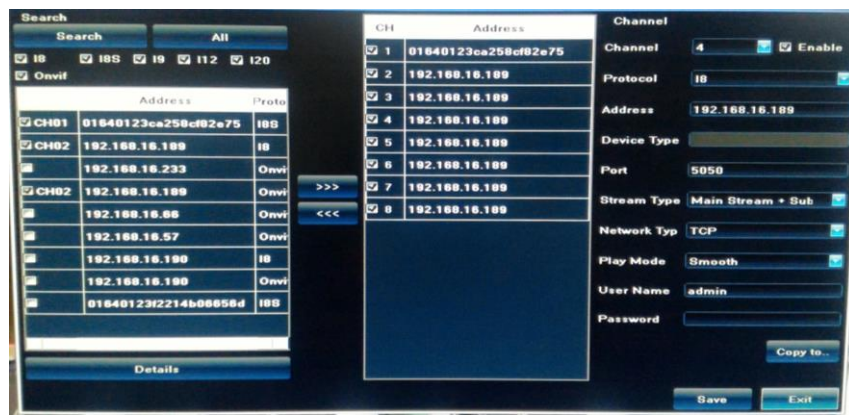 Search
Search All
I8 I8S I9 I12 I20
Onvif
Address Proto
CH01 01640123ca258cf82e75 I8S
CH02 192.168.16.189 I8
192.168.16.233 Onvi
CH02 192.168.16.189 Onvi
192.168.16.66 Onvi
192.168.16.57 Onvi
192.168.16.190 I8
192.168.16.190 Onvi
01640123f2214b06656d I8S
Details
>>>
<<<
CH Address
1 01640123ca258cf82e75
2 192.168.16.189
3 192.168.16.189
4 192.168.16.189
5 192.168.16.189
6 192.168.16.189
7 192.168.16.189
8 192.168.16.189
Channel
Channel 4 Enable
Protocol I8
Address 192.168.16.189
Device Type
Port 5050
Stream Type Main Stream + Sub
Network Typ TCP
Play Mode Smooth
User Name admin
Password
Copy to..
Save Exit